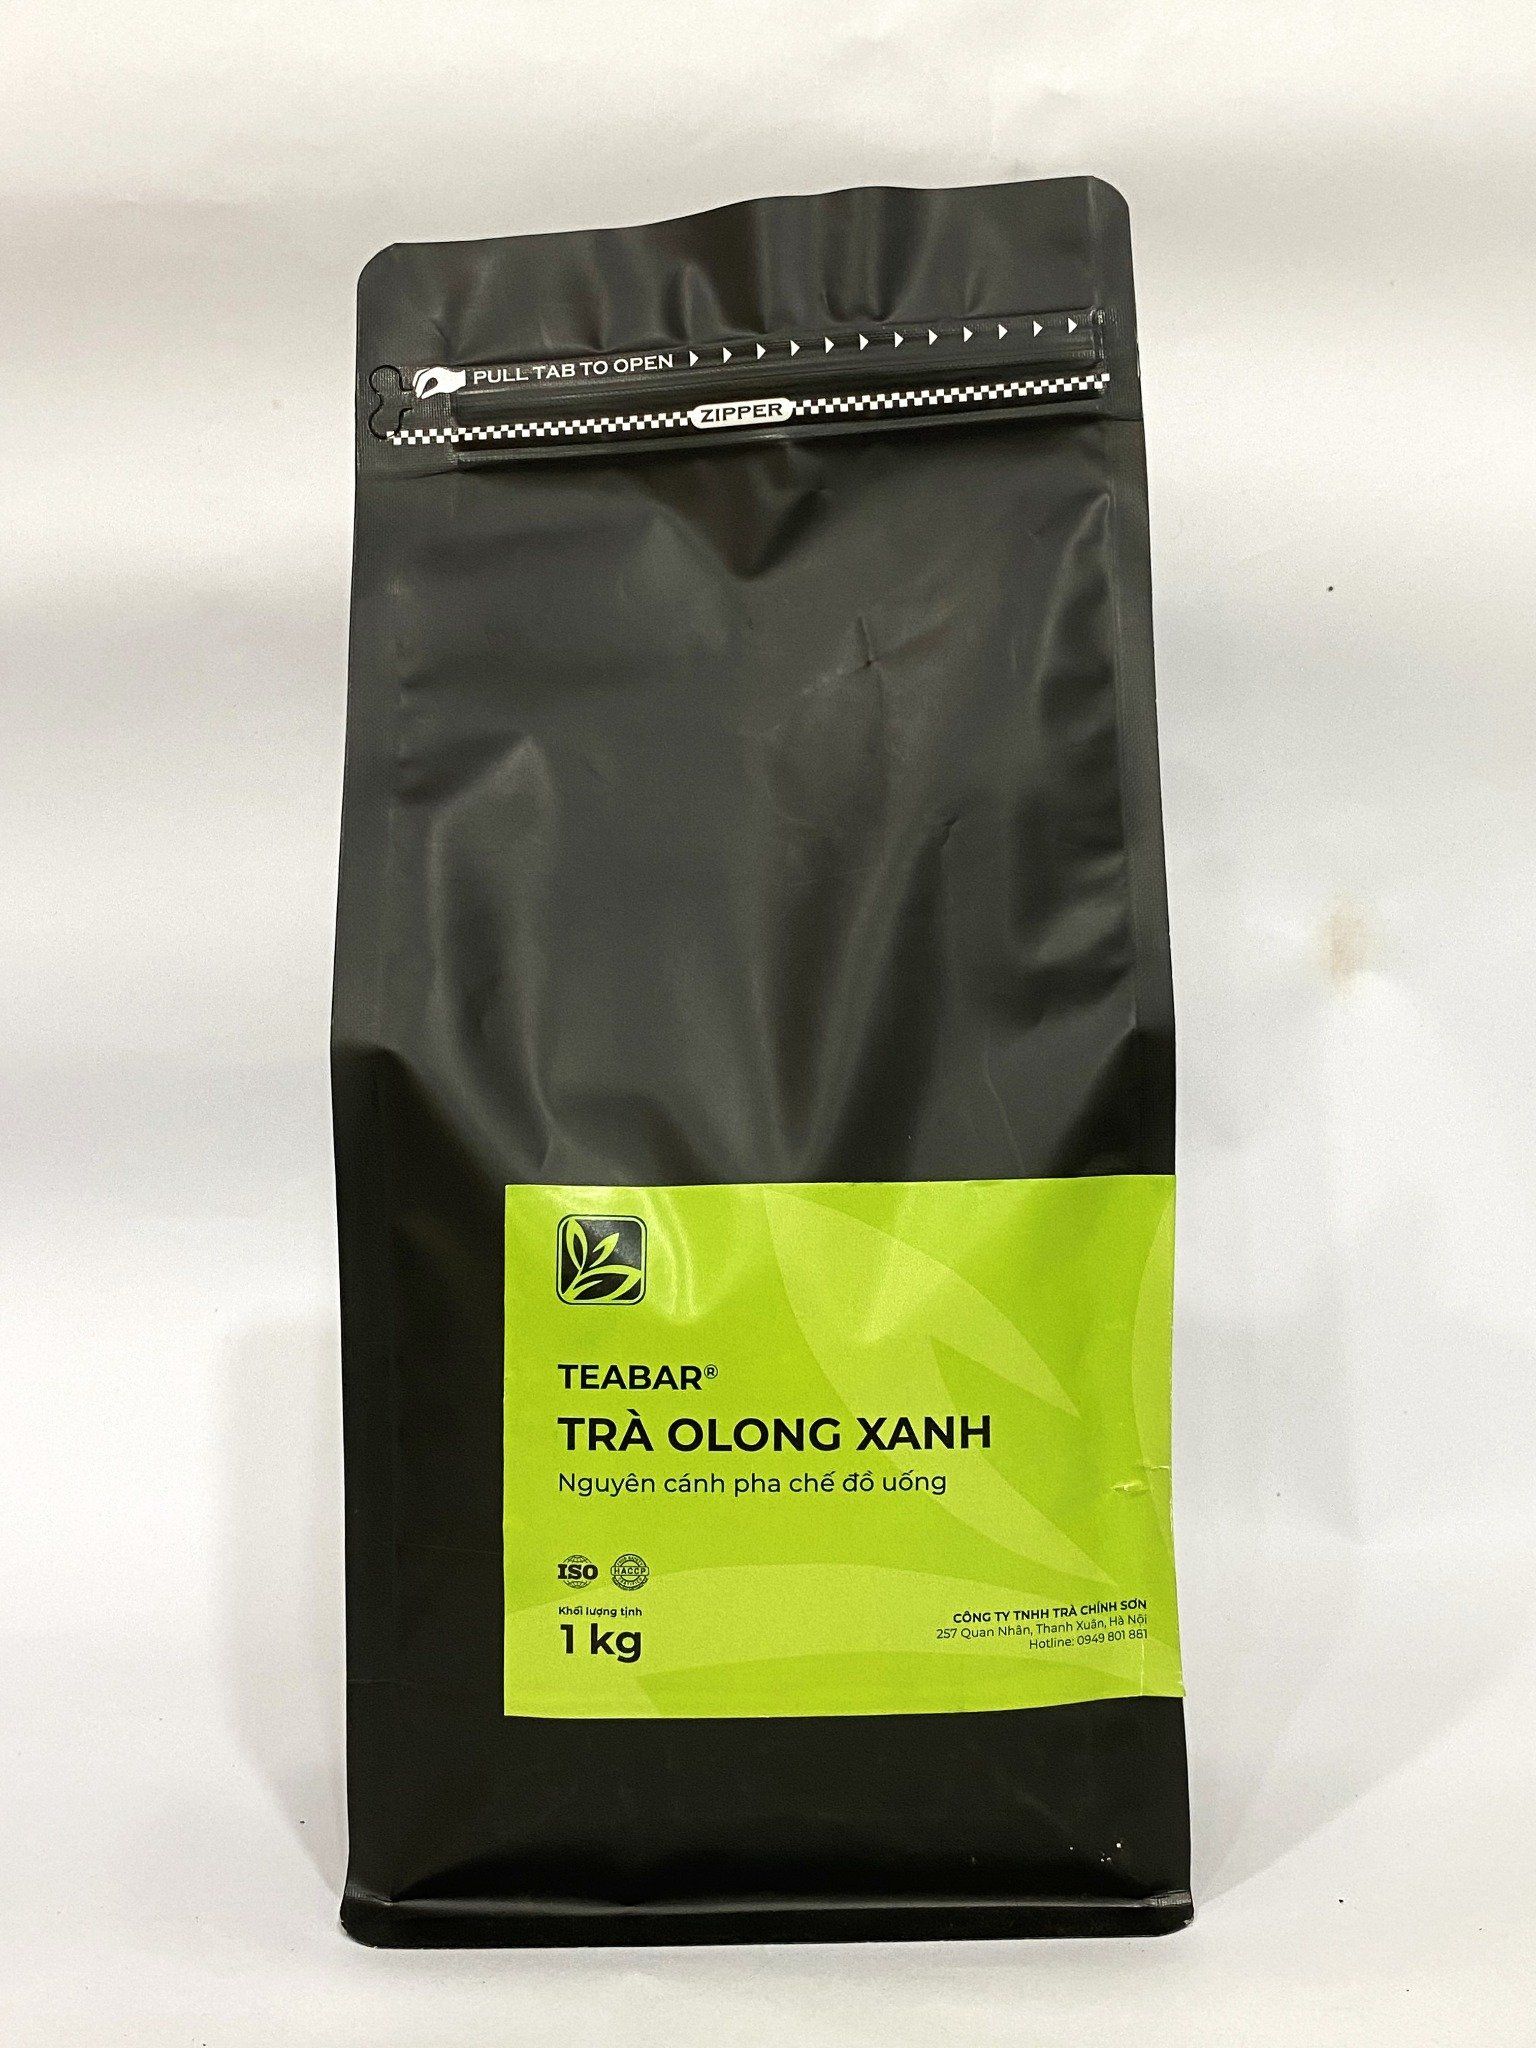 PULL TAB TO OPEN
ZIPPER
TEABAR®
TRÀ OLONG XANH
Nguyên cánh pha chế đồ uống
ISO
HACCP
Khối lượng tịnh
1 kg
CÔNG TY TNHH TRÀ CHÍNH SƠN
257 Quan Nhân, Thanh Xuân, Hà Nội
Hotline: 0949 801 881